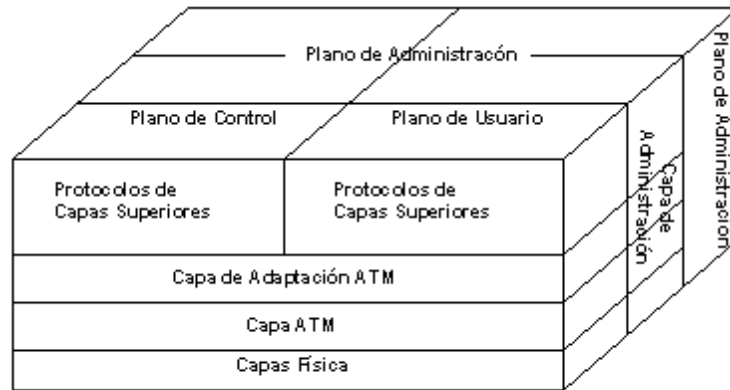 Plano de Administracón
Plano de Control
Plano de Usuario
Protocolos de
Capas Superiores
Protocolos de
Capas Superiores
Capa de Adaptación ATM
Capa ATM
Capas Física
Capa de
Administración
Plano de Administracion